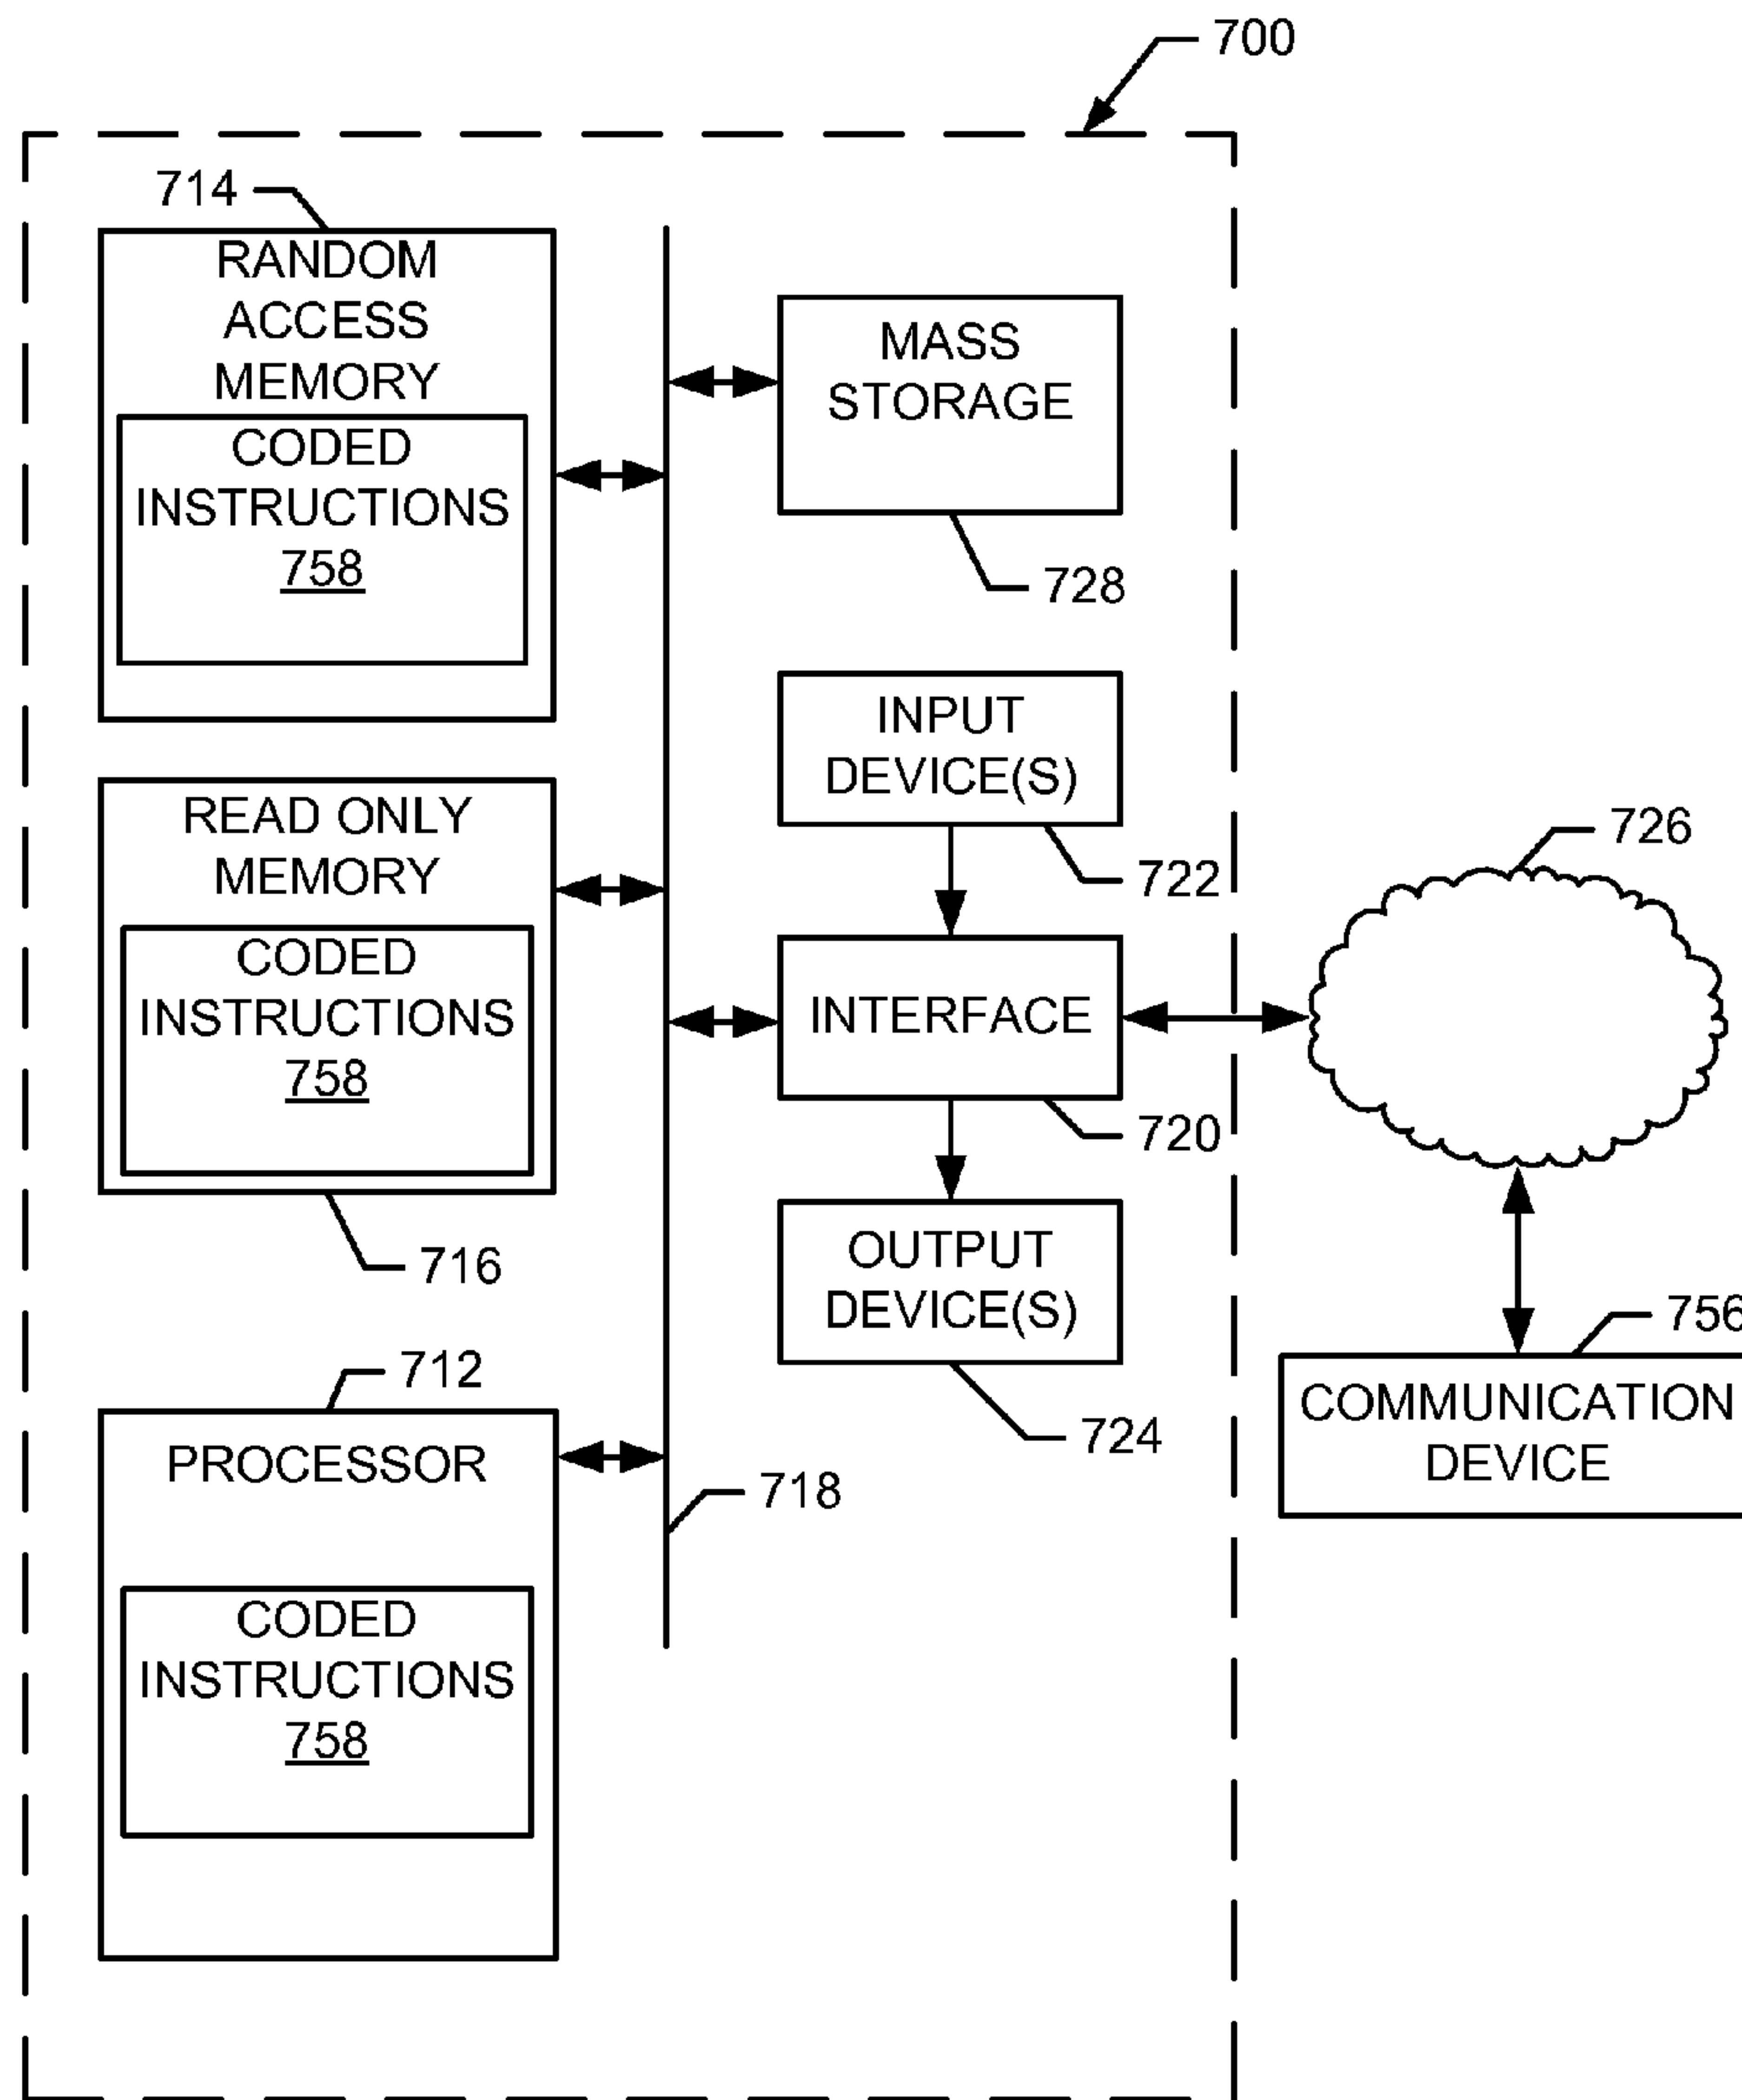 700
714
RANDOM
ACCESS
MEMORY
CODED
INSTRUCTIONS
758
MASS
STORAGE
728
INPUT
DEVICE(S)
722
READ ONLY
MEMORY
CODED
INSTRUCTIONS
758
716
INTERFACE
720
726
OUTPUT
DEVICE(S)
724
756
COMMUNICATION
DEVICE
712
PROCESSOR
718
CODED
INSTRUCTIONS
758